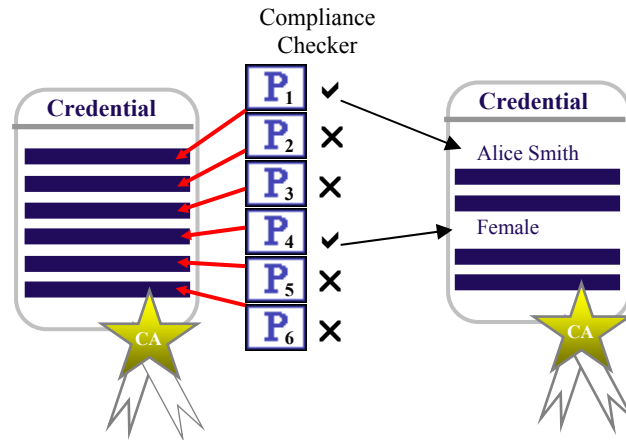 Compliance
Checker
Credential
P1
P2
P3
P4
P5
P6
CA
Credential
Alice Smith
Female
CA